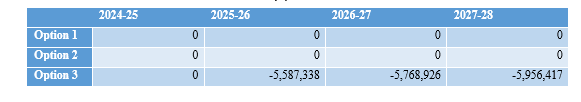 2024-25 2025-26 2026-27 2027-28
Option 1 0 0 0 0
Option 2 0 0 0 0
Option 3 0 -5,587,338 -5,768,926 -5,956,417